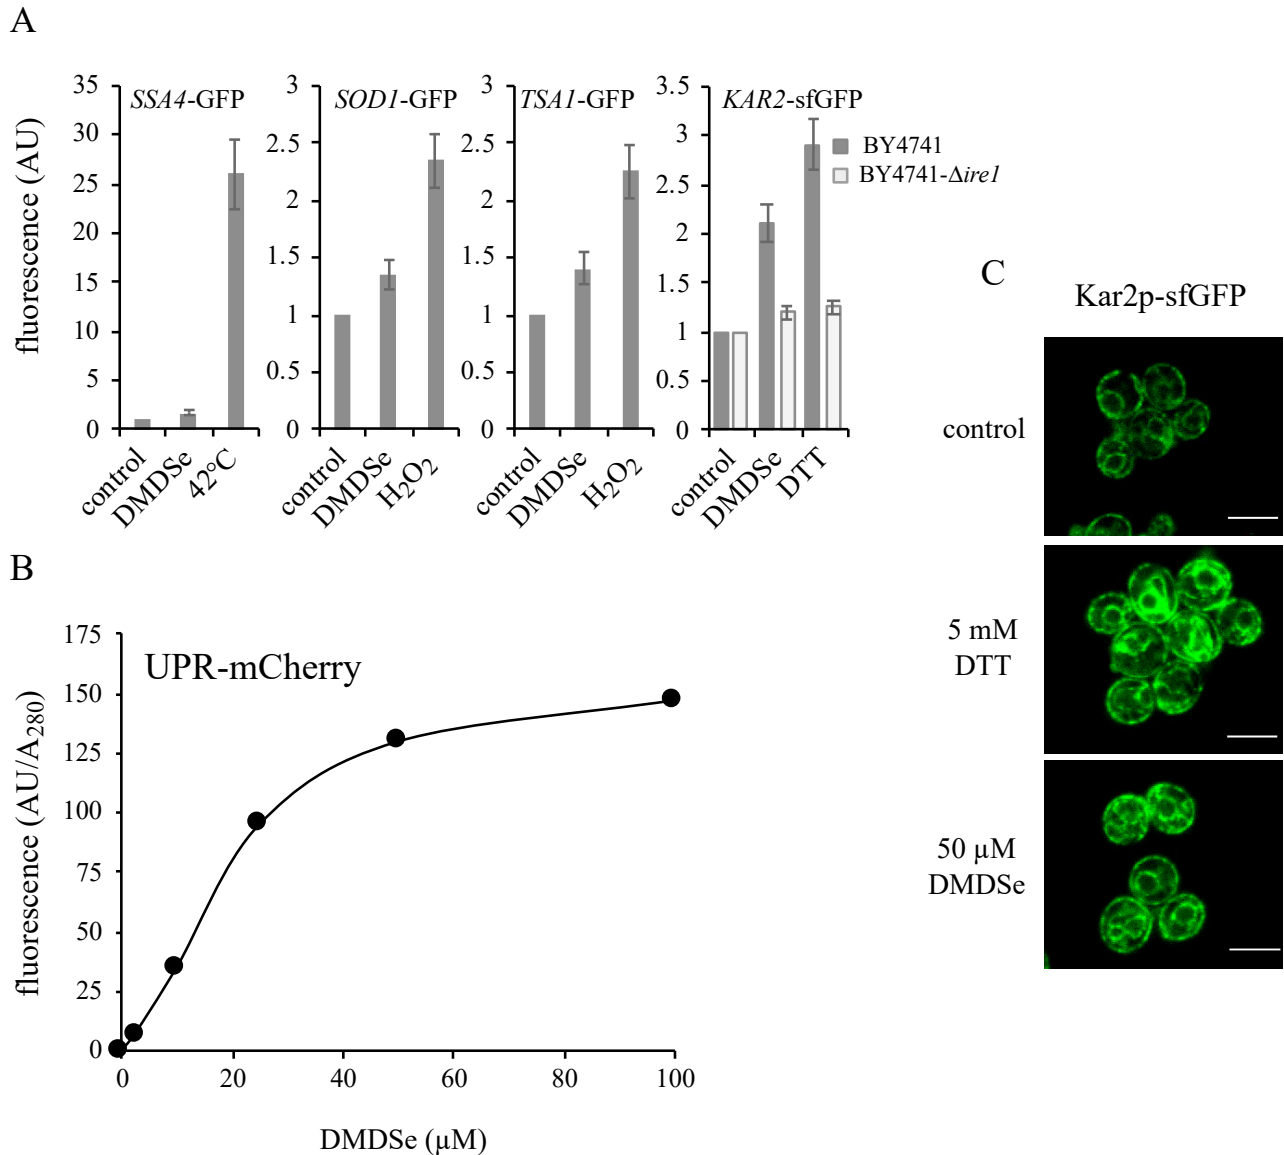 A
fluorescence (AU)
SSA4-GFP
35
30
25
20
15
10
5
0
control
DMDSe
42°C
SOD1-GFP
3
2.5
2
1.5
1
0.5
0
control
DMDSe
H₂O₂
TSA1-GFP
3
2.5
2
1.5
1
0.5
0
control
DMDSe
H₂O₂
KAR2-sfGFP
3.5
3
2.5
2
1.5
1
0.5
0
control
DMDSe
DTT
BY4741
BY4741-Δire1
B
UPR-mCherry
fluorescence (AU/A₂₈₀)
175
150
125
100
75
50
25
0
0 20 40 60 80 100
DMDSe (µM)
C
Kar2p-sfGFP
control
5 mM
DTT
50 µM
DMDSe